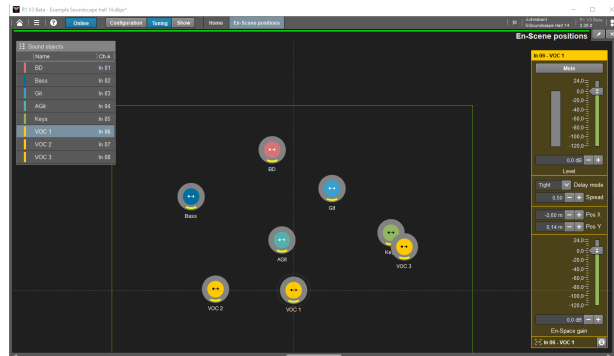 R1 V3 Beta - Example Soundscape hall 14.dbpr*
Online
Configuration
Tuning
Show
Home
En-Scene positions
R1 V3 Beta
En-Scene positions
Sound objects
Name Ch
BD In 01
Bass In 02
Git In 03
AGit In 04
Keys In 05
VOC 1 In 06
VOC 2 In 07
VOC 3 In 08
BD
Bass
Git
AGit
VOC 3
VOC 2
VOC 1
In 06 - VOC 1
Mute
24,0
0,0
-20,0
-40,0
-60,0
-80,0
-100,0
-120,0
0,0 dB - +
Level
Tight Delay mode
0.50 - + Spread
-2,60 m - + Pos X
0,14 m - + Pos Y
24,0
0,0
-20,0
-40,0
-60,0
-80,0
-100,0
-120,0
0,0 dB - +
En-Space gain
In 06 - VOC 1